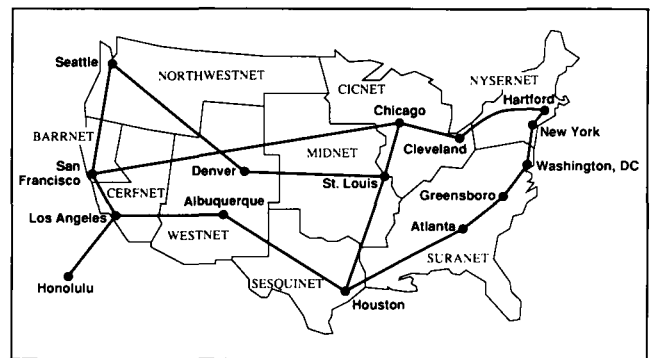 Seattle
NORTHWESTNET
CICNET
NYSERNET
Hartford
Chicago
New York
BARRNET
Cleveland
MIDNET
Washington, DC
San
Francisco
CERFNET
Denver
St. Louis
Greensboro
Albuquerque
Los Angeles
Atlanta
WESTNET
SURANET
SESQUINET
Honolulu
Houston